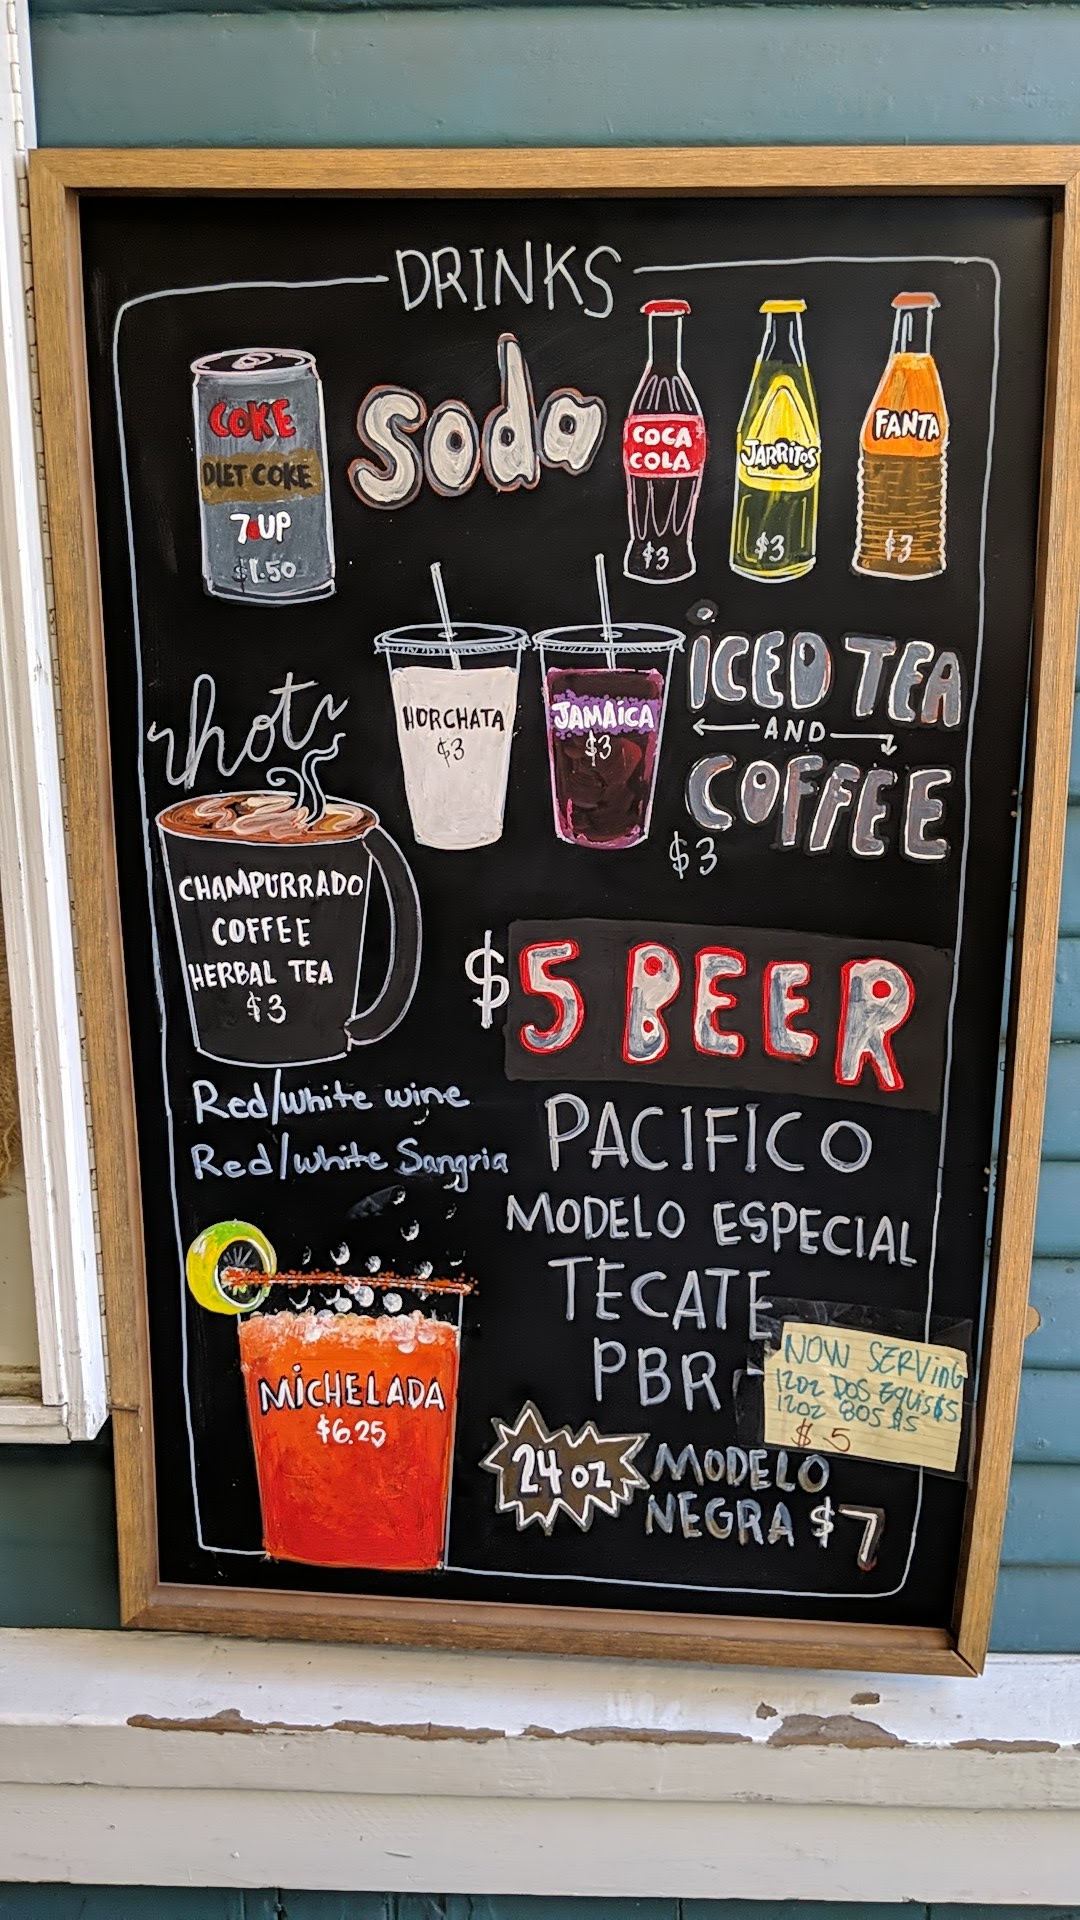 DRINKS
Soda
COKE
DIET COKE
7UP
$1.50
COCA
COLA
$3
JARRITOS
$3
FANTA
$3
HORCHATA
$3
JAMAICA
$3
ICED TEA
AND
COFFEE
$3
hot
CHAMPURRADO
COFFEE
HERBAL TEA
$3
$5 BEER
PACIFICO
MODELO ESPECIAL
TECATE
PBR
NOW SERVING
12oz DOS EQUIS $5
12oz 805 $5
$5
24oz MODELO
NEGRA $7
Red/white wine
Red/white Sangria
MICHELADA
$6.25